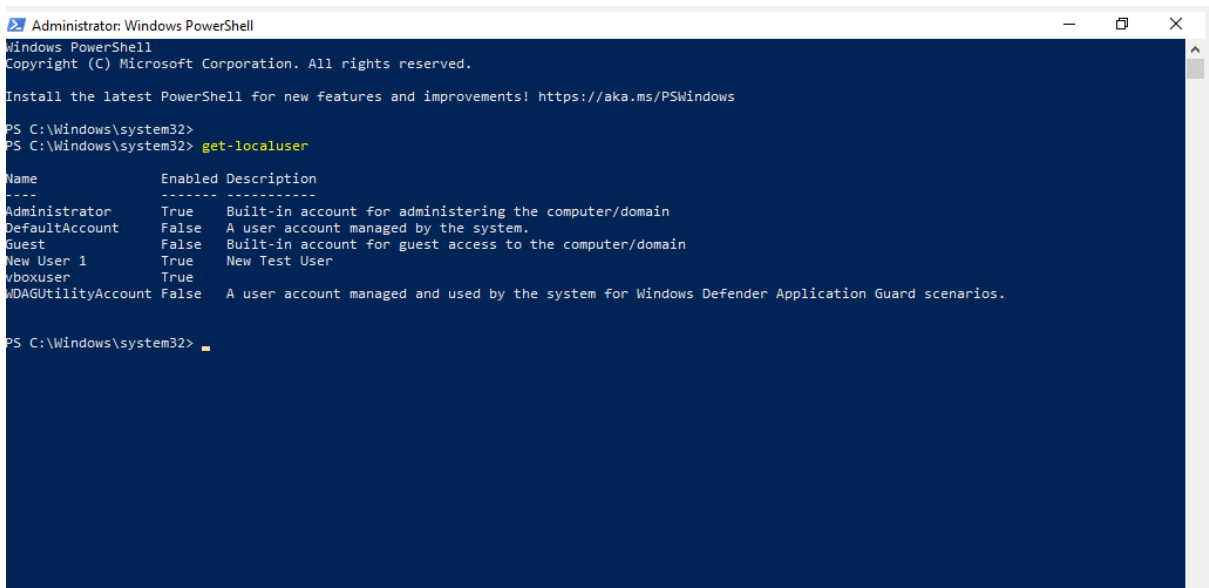 Administrator: Windows PowerShell
Windows PowerShell
Copyright (C) Microsoft Corporation. All rights reserved.
Install the latest PowerShell for new features and improvements! https://aka.ms/PSWindows
PS C:\Windows\system32>
PS C:\Windows\system32> get-localuser
Name Enabled Description
---- ------- -----------
Administrator True Built-in account for administering the computer/domain
DefaultAccount False A user account managed by the system.
Guest False Built-in account for guest access to the computer/domain
New User 1 True New Test User
vboxuser True
WDAGUtilityAccount False A user account managed and used by the system for Windows Defender Application Guard scenarios.
PS C:\Windows\system32>